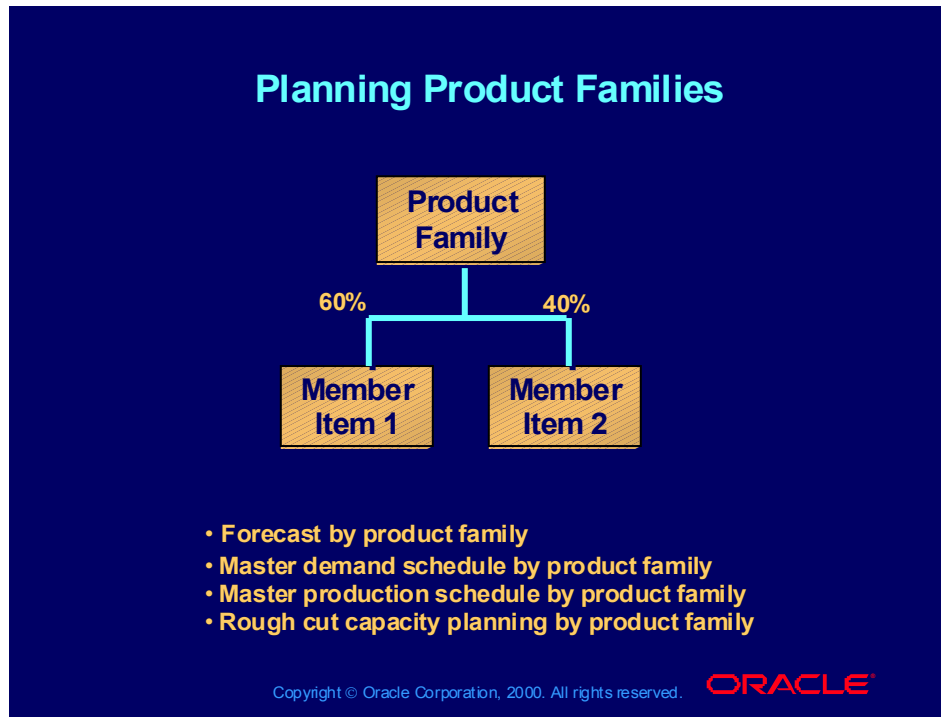 Planning Product Families
Product
Family
60%
40%
Member
Item 1
Member
Item 2
• Forecast by product family
• Master demand schedule by product family
• Master production schedule by product family
• Rough cut capacity planning by product family
Copyright © Oracle Corporation, 2000. All rights reserved.
ORACLE®